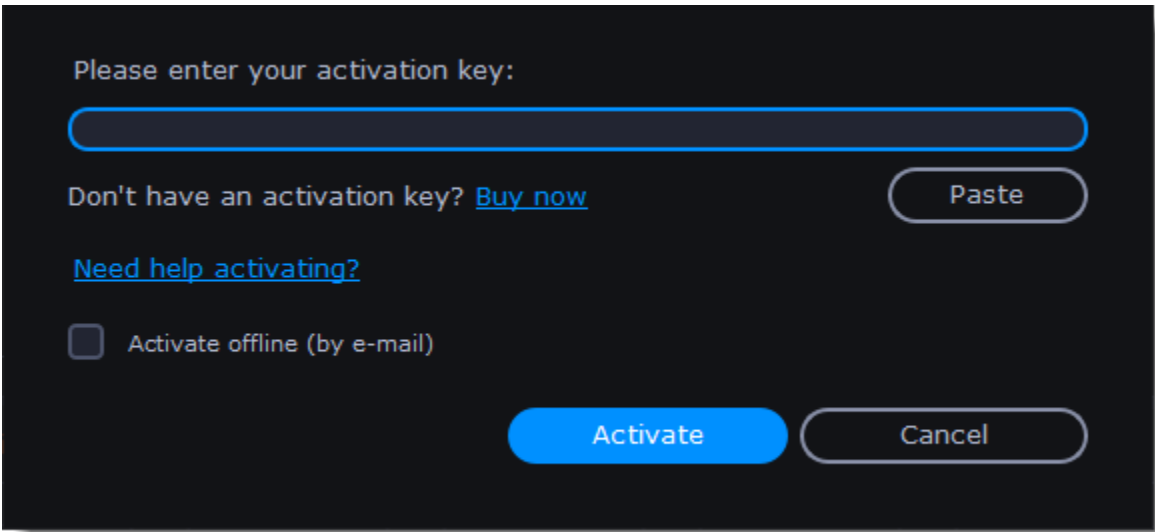 Please enter your activation key:
Don't have an activation key? Buy now
Paste
Need help activating?
Activate offline (by e-mail)
Activate
Cancel